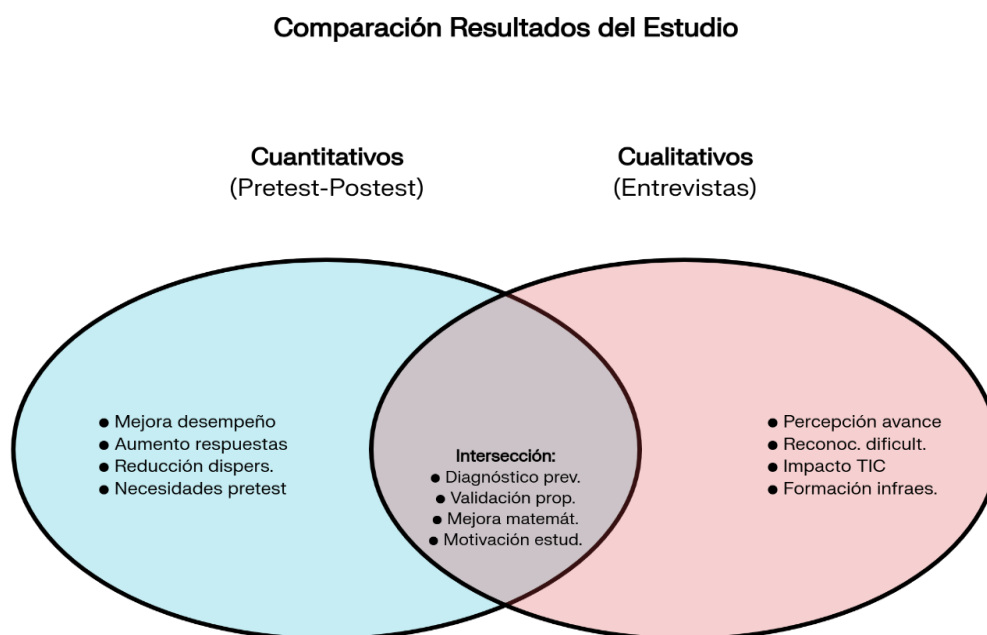 Comparación Resultados del Estudio
Cuantitativos
(Pretest-Postest)
Cualitativos
(Entrevistas)
● Mejora desempeño
● Aumento respuestas
● Reducción dispers.
● Necesidades pretest
Intersección:
● Diagnóstico prev.
● Validación prop.
● Mejora matemát.
● Motivación estud.
● Percepción avance
● Reconoc. dificult.
● Impacto TIC
● Formación infraes.